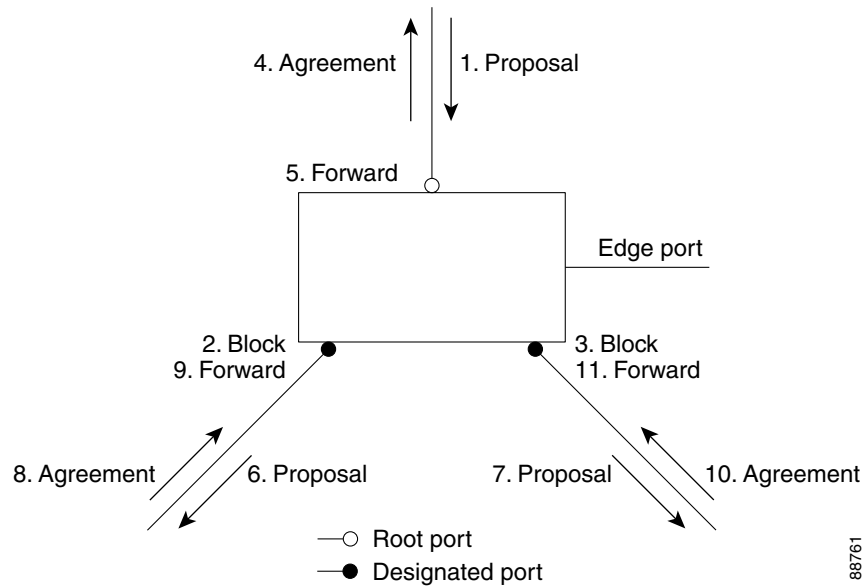 4. Agreement
1. Proposal
5. Forward
Edge port
2. Block
9. Forward
3. Block
11. Forward
8. Agreement
6. Proposal
7. Proposal
10. Agreement
Root port
Designated port
88761